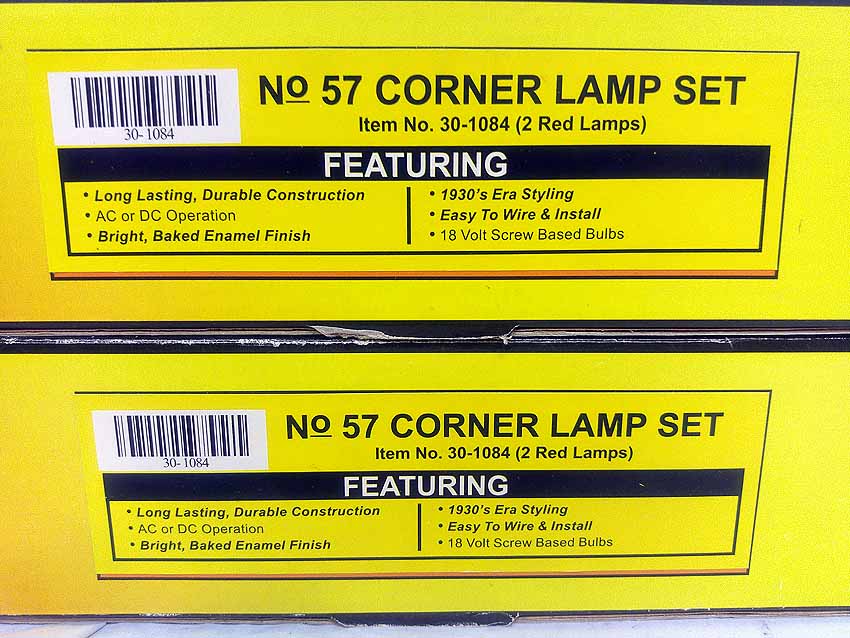 No 57 CORNER LAMP SET
30-1084
Item No. 30-1084 (2 Red Lamps)
FEATURING
• Long Lasting, Durable Construction
• AC or DC Operation
• Bright, Baked Enamel Finish
• 1930's Era Styling
• Easy To Wire & Install
• 18 Volt Screw Based Bulbs
No 57 CORNER LAMP SET
30-1084
Item No. 30-1084 (2 Red Lamps)
FEATURING
• Long Lasting, Durable Construction
• AC or DC Operation
• Bright, Baked Enamel Finish
• 1930's Era Styling
• Easy To Wire & Install
• 18 Volt Screw Based Bulbs